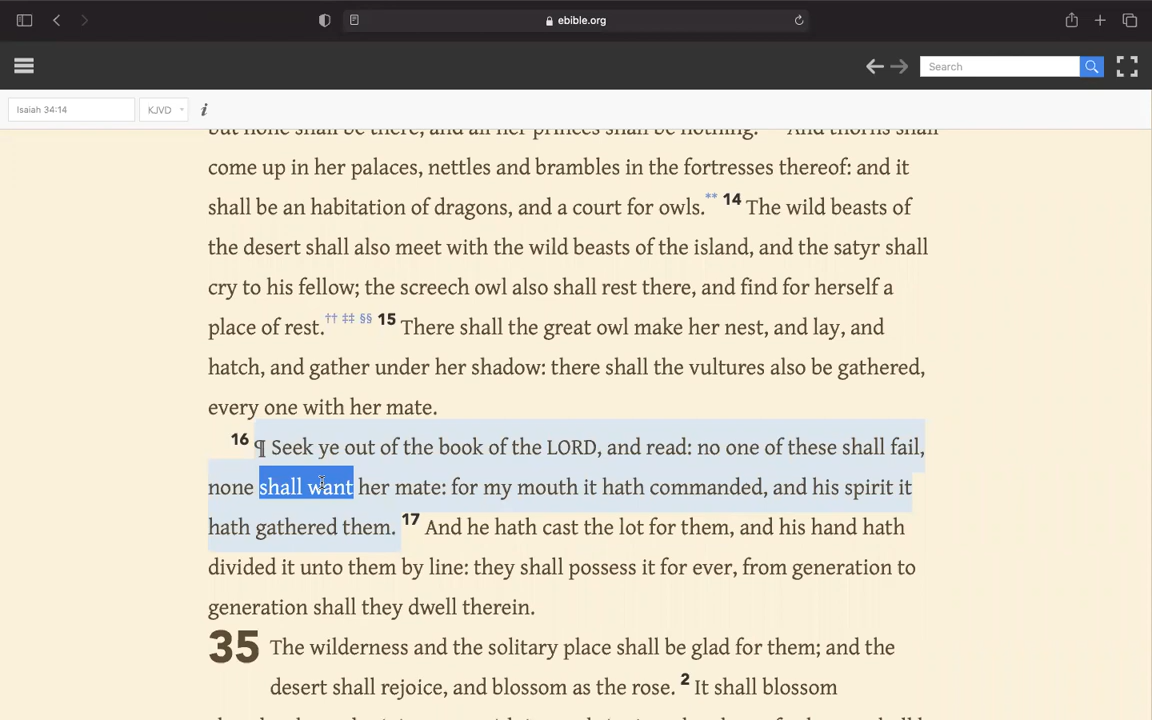 ebible.org
Search
Isaiah 34:14
KJVD
i
but none shall be there, and all her princes shall be nothing. And thorns shall
come up in her palaces, nettles and brambles in the fortresses thereof: and it
shall be an habitation of dragons, and a court for owls.** 14 The wild beasts of
the desert shall also meet with the wild beasts of the island, and the satyr shall
cry to his fellow; the screech owl also shall rest there, and find for herself a
place of rest.†† ‡‡ §§ 15 There shall the great owl make her nest, and lay, and
hatch, and gather under her shadow: there shall the vultures also be gathered,
every one with her mate.
16 ¶ Seek ye out of the book of the LORD, and read: no one of these shall fail,
none shall want her mate: for my mouth it hath commanded, and his spirit it
hath gathered them. 17 And he hath cast the lot for them, and his hand hath
divided it unto them by line: they shall possess it for ever, from generation to
generation shall they dwell therein.
35 The wilderness and the solitary place shall be glad for them; and the
desert shall rejoice, and blossom as the rose. 2 It shall blossom